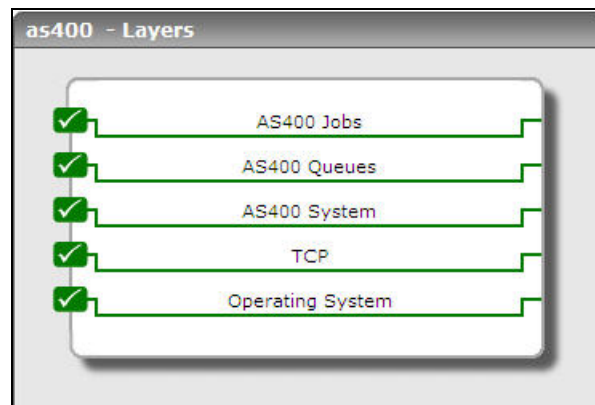 as400 - Layers
AS400 Jobs
AS400 Queues
AS400 System
TCP
Operating System